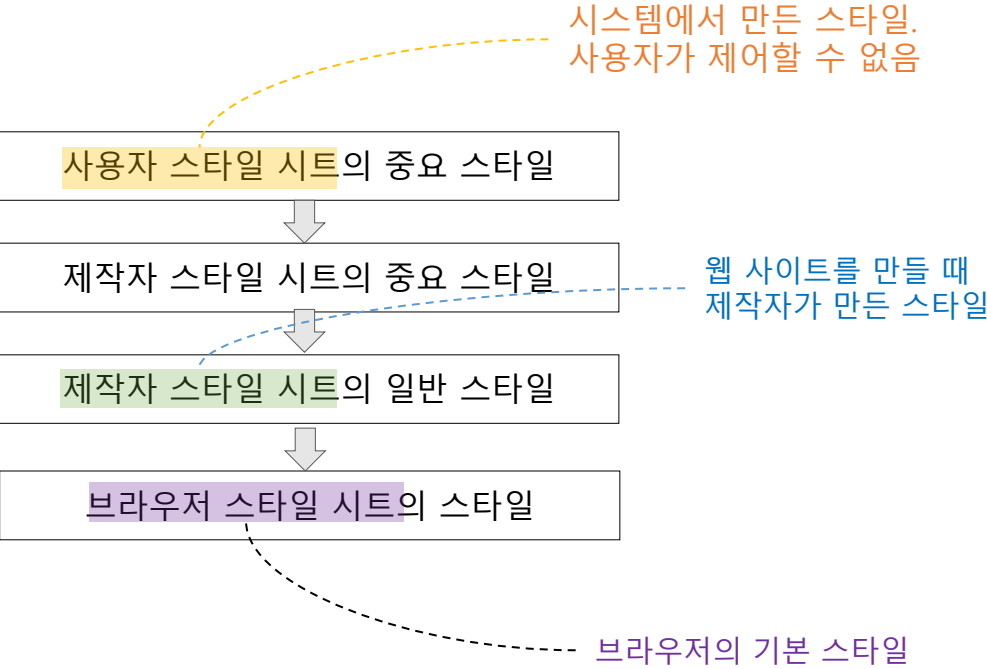 시스템에서 만든 스타일.
사용자가 제어할 수 없음
사용자 스타일 시트의 중요 스타일
제작자 스타일 시트의 중요 스타일
웹 사이트를 만들 때
제작자가 만든 스타일
제작자 스타일 시트의 일반 스타일
브라우저 스타일 시트의 스타일
브라우저의 기본 스타일